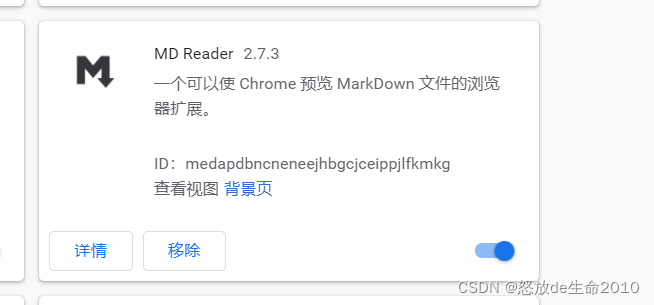 MD Reader 2.7.3
一个可以使 Chrome 预览 MarkDown 文件的浏览
器扩展。
ID：medapdbncneneejhbgcjceippjlfkmkg
查看视图 背景页
详情 移除
CSDN @怒放de生命2010